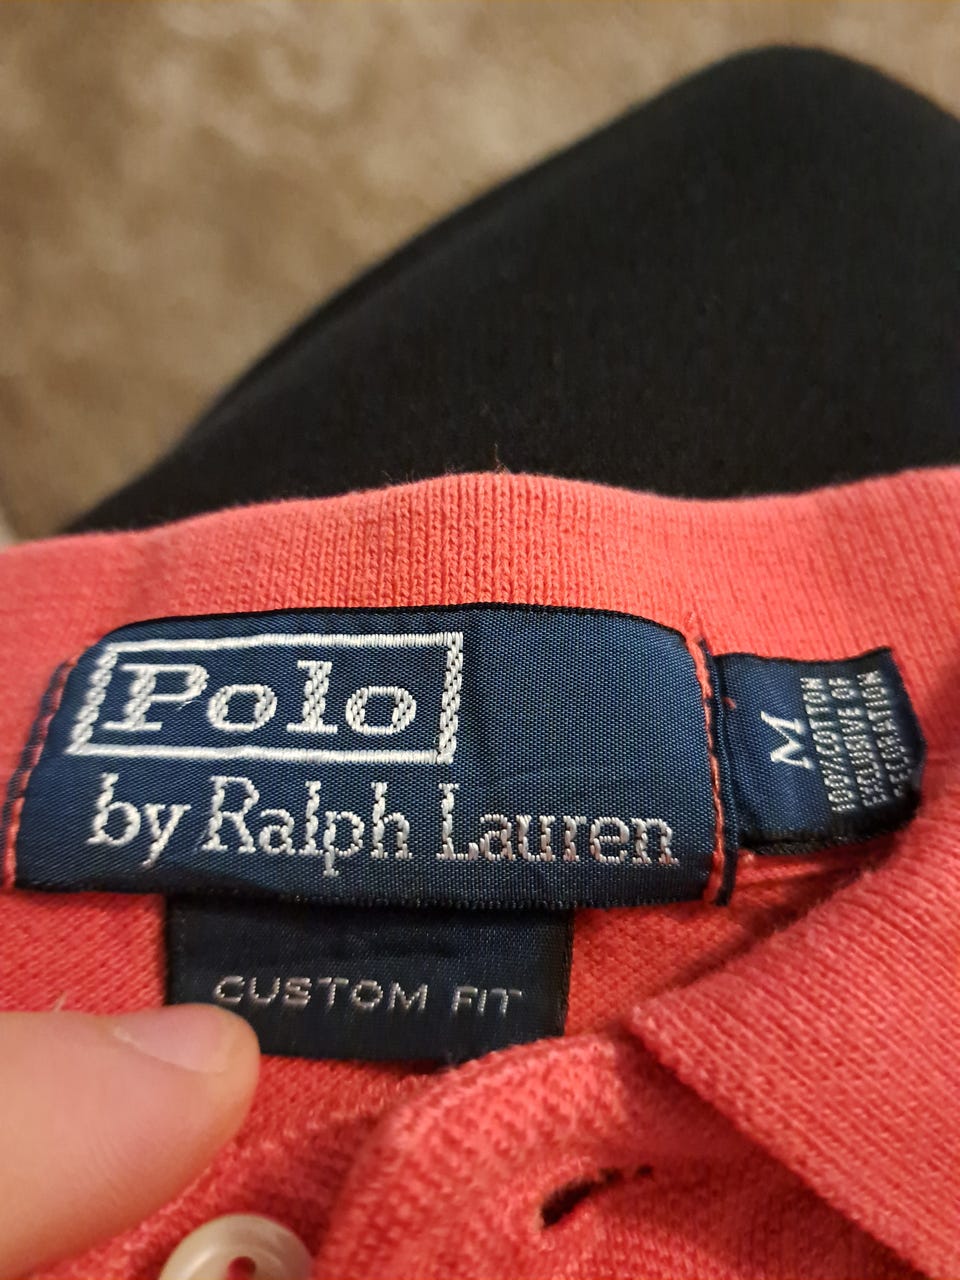 Polo
by Ralph Lauren
M
100% COTTON
EXCLUSIVE OF
DECORATION
CUSTOM FIT